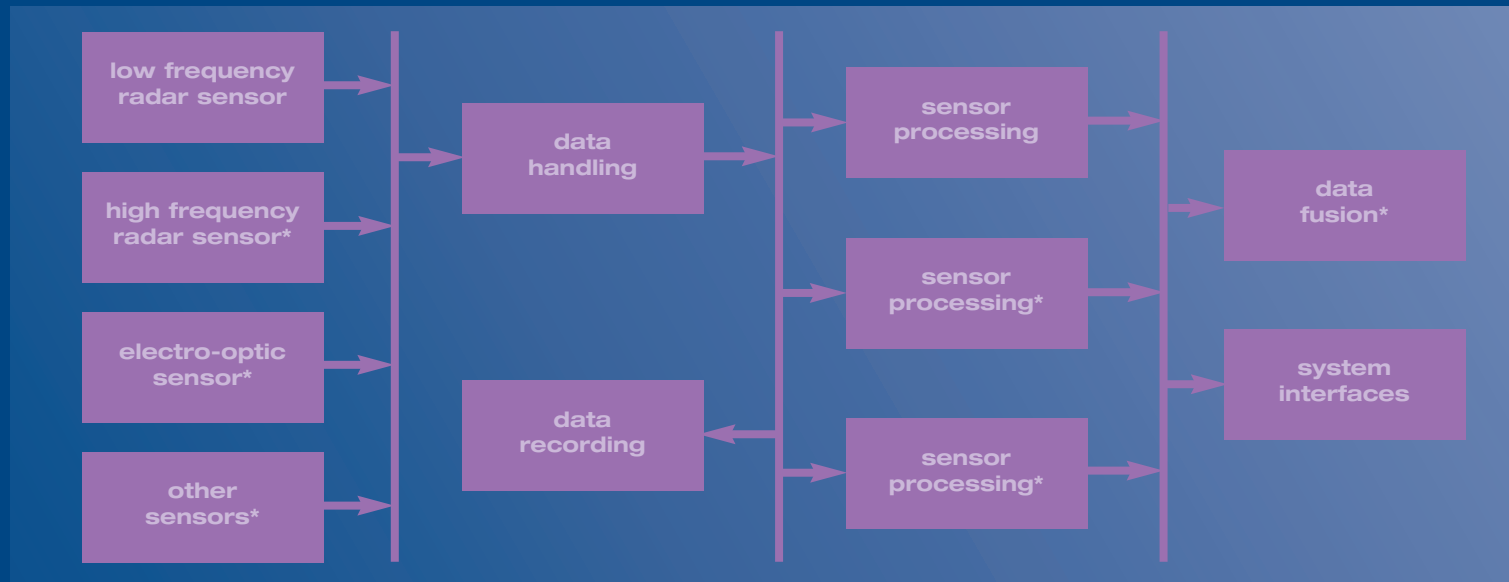 low frequency
radar sensor
high frequency
radar sensor*
electro-optic
sensor*
other
sensors*
data
handling
data
recording
sensor
processing
sensor
processing*
sensor
processing*
data
fusion*
system
interfaces